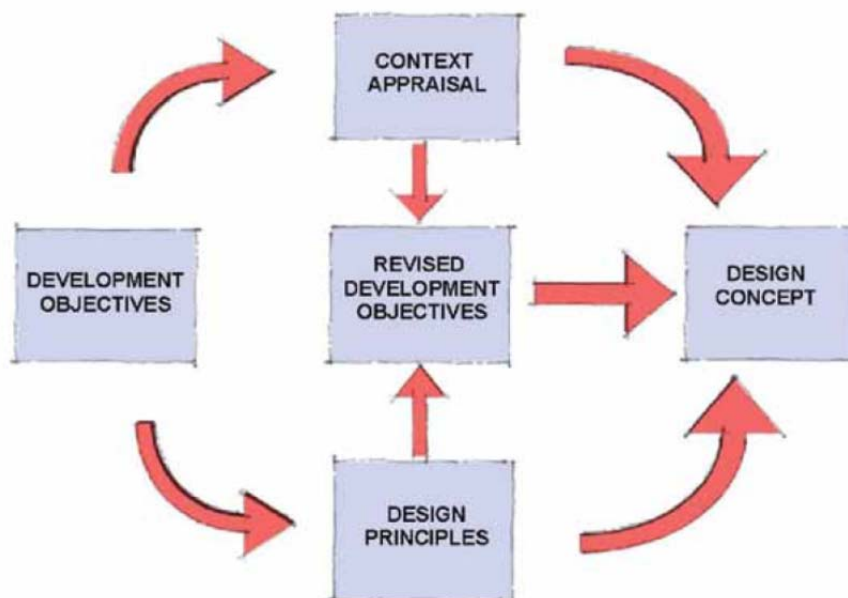 CONTEXT
APPRAISAL
DEVELOPMENT
OBJECTIVES
REVISED
DEVELOPMENT
OBJECTIVES
DESIGN
CONCEPT
DESIGN
PRINCIPLES